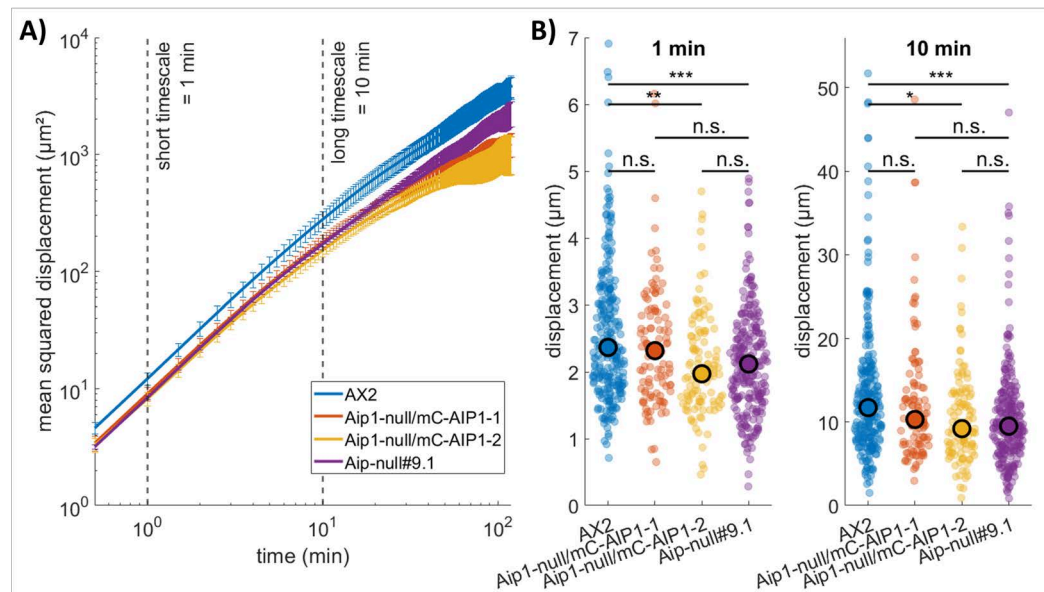 A)
mean squared displacement (μm²)
10⁴
10³
10²
10¹
10⁰
short timescale
= 1 min
long timescale
= 10 min
AX2
Aip1-null/mC-AIP1-1
Aip1-null/mC-AIP1-2
Aip-null#9.1
10⁰
10¹
10²
time (min)
B)
1 min
displacement (μm)
7
6
5
4
3
2
1
0
***
**
n.s.
n.s.
n.s.
AX2
Aip1-null/mC-AIP1-1
Aip1-null/mC-AIP1-2
Aip-null#9.1
10 min
displacement (μm)
50
40
30
20
10
0
***
*
n.s.
n.s.
n.s.
AX2
Aip1-null/mC-AIP1-1
Aip1-null/mC-AIP1-2
Aip-null#9.1